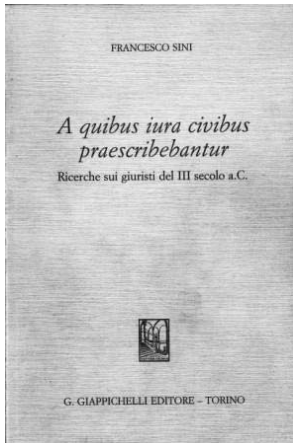 FRANCESCO SINI
A quibus iura civibus
praescribebantur
Ricerche sui giuristi del III secolo a.C.
G. GIAPPICHELLI EDITORE – TORINO